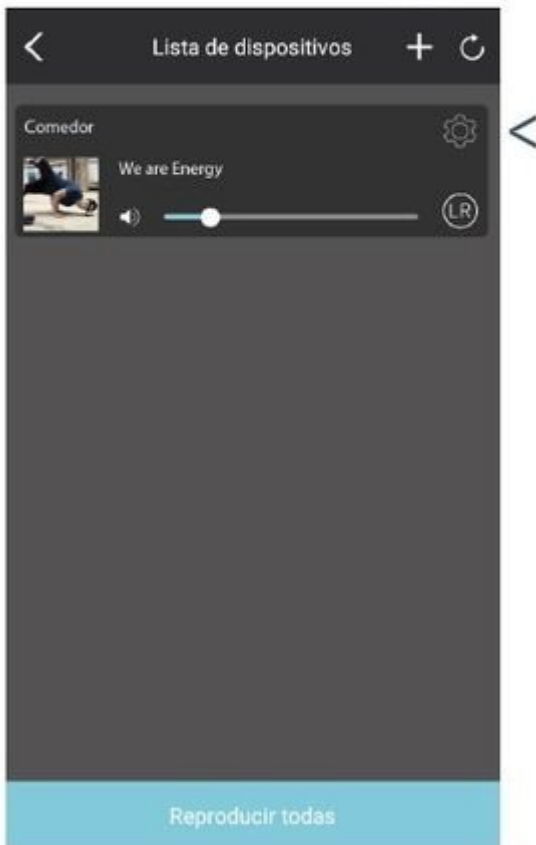 Lista de dispositivos
Comedor
We are Energy
LR
Reproducir todas